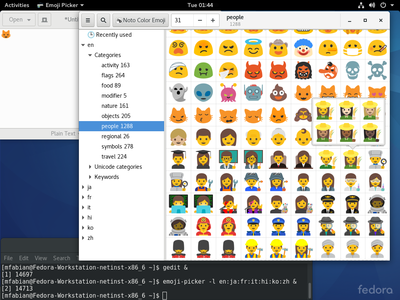 Activities Emoji Picker Tue 01:44
Open *Untit
Noto Color Emoji 31 people
1288
Recently used
en
Categories
activity 163
flags 264
food 89
modifier 5
nature 161
objects 205
people 1288
regional 26
symbols 278
travel 224
Unicode categories
Keywords
ja
fr
it
hi
ko
zh
Plain Text
File Edit View Search Te
[mfabian@Fedora-Workstation-netinst-x86_6 ~]$ gedit &
[1] 14697
[mfabian@Fedora-Workstation-netinst-x86_6 ~]$ emoji-picker -l en:ja:fr:it:hi:ko:zh &
[2] 14713
[mfabian@Fedora-Workstation-netinst-x86_6 ~]$
fedora